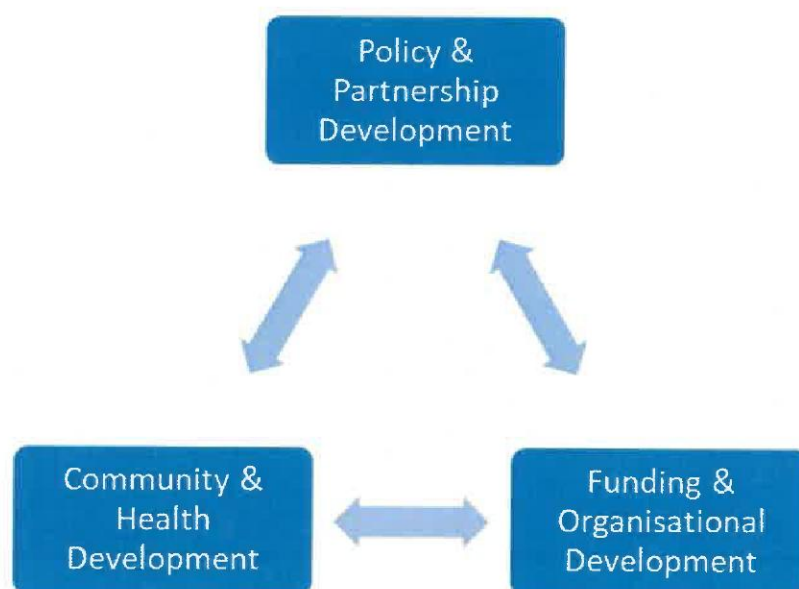 Policy &
Partnership
Development
Community &
Health
Development
Funding &
Organisational
Development